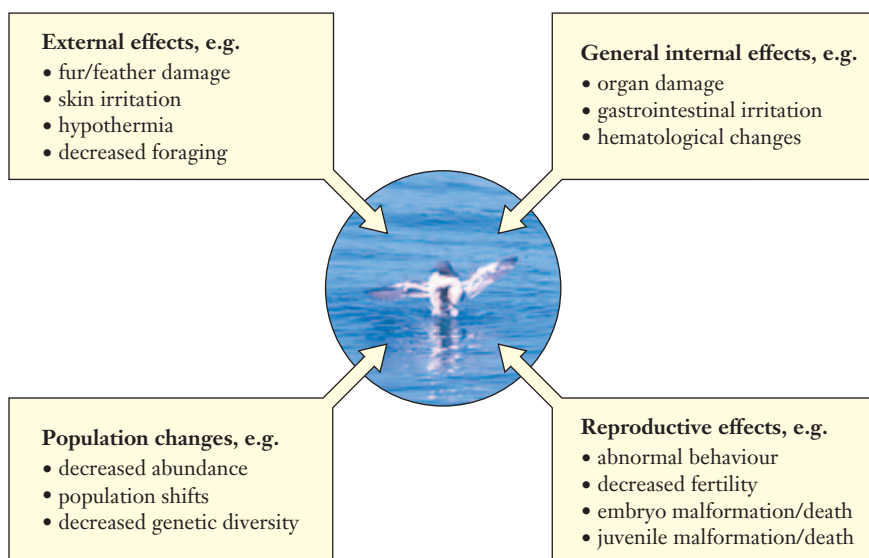 External effects, e.g.
• fur/feather damage
• skin irritation
• hypothermia
• decreased foraging
General internal effects, e.g.
• organ damage
• gastrointestinal irritation
• hematological changes
Population changes, e.g.
• decreased abundance
• population shifts
• decreased genetic diversity
Reproductive effects, e.g.
• abnormal behaviour
• decreased fertility
• embryo malformation/death
• juvenile malformation/death